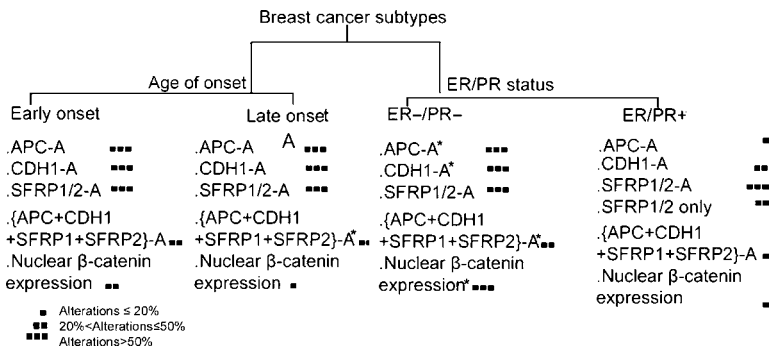 Breast cancer subtypes
Age of onset
ER/PR status
Early onset
Late onset
ER–/PR–
ER/PR+
.APC-A
.CDH1-A
.SFRP1/2-A
.{APC+CDH1
+SFRP1+SFRP2}-A
.Nuclear β-catenin
expression
A
.APC-A
.CDH1-A
.SFRP1/2-A
.{APC+CDH1
+SFRP1+SFRP2}-A*
.Nuclear β-catenin
expression
.APC-A*
.CDH1-A*
.SFRP1/2-A
.{APC+CDH1
+SFRP1+SFRP2}-A*
.Nuclear β-catenin
expression*
.APC-A
.CDH1-A
.SFRP1/2-A
.SFRP1/2 only
.{APC+CDH1
+SFRP1+SFRP2}-A
.Nuclear β-catenin
expression
Alterations ≤ 20%
20%<Alterations≤50%
Alterations>50%